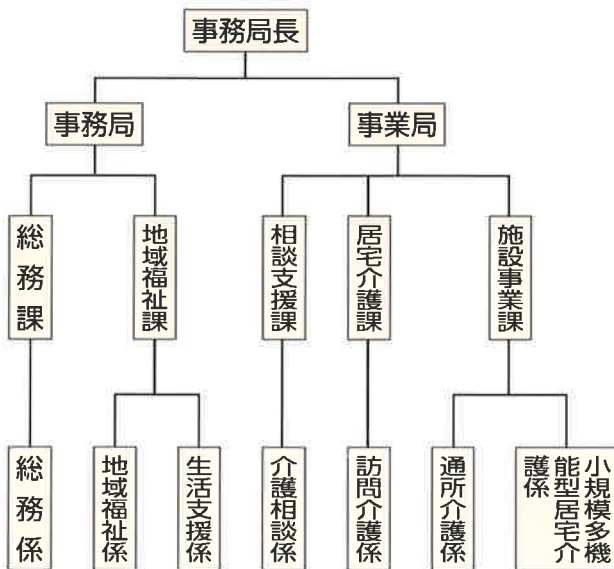 事務局長
事務局
事業局
総務課
地域福祉課
相談支援課
居宅介護課
施設事業課
総務係
地域福祉係
生活支援係
介護相談係
訪問介護係
通所介護係
小規模多機
能型居宅介
護係